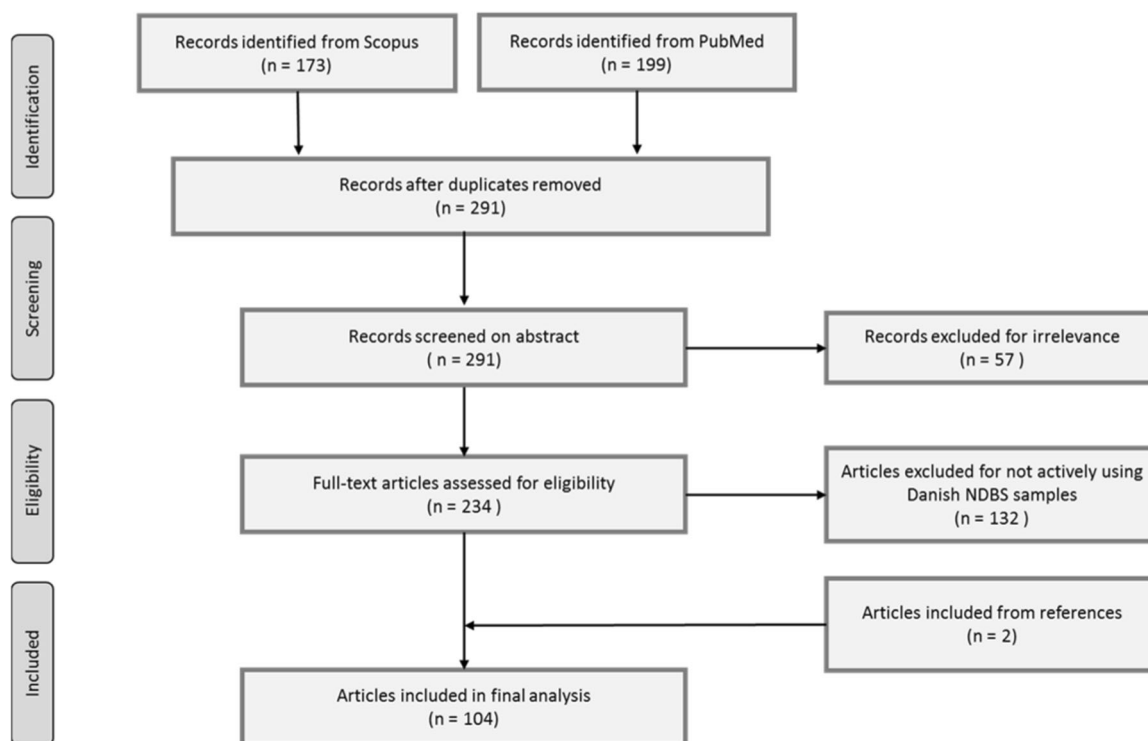 Identification
Records identified from Scopus
(n = 173)
Records identified from PubMed
(n = 199)
Records after duplicates removed
(n = 291)
Screening
Records screened on abstract
( n = 291)
Records excluded for irrelevance
(n = 57 )
Eligibility
Full-text articles assessed for eligibility
(n = 234 )
Articles excluded for not actively using
Danish NDBS samples
(n = 132 )
Included
Articles included from references
(n = 2)
Articles included in final analysis
(n = 104)